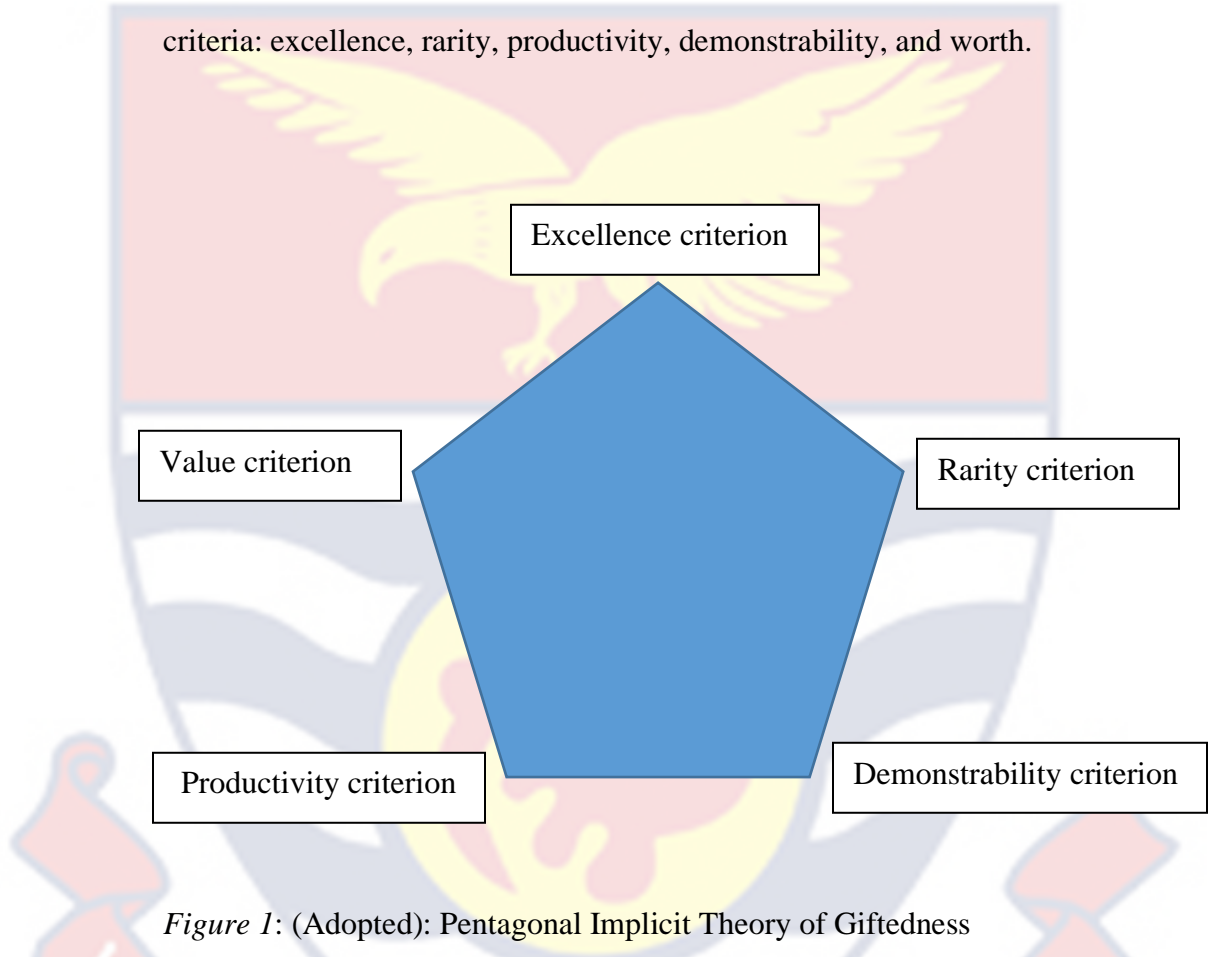 criteria: excellence, rarity, productivity, demonstrability, and worth.
Excellence criterion
Value criterion
Rarity criterion
Productivity criterion
Demonstrability criterion
Figure 1: (Adopted): Pentagonal Implicit Theory of Giftedness